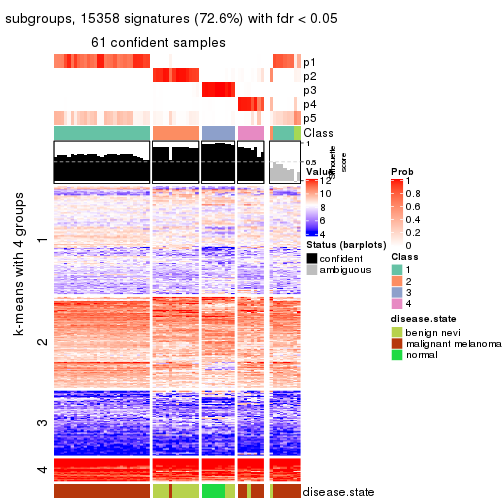 subgroups, 15358 signatures (72.6%) with fdr < 0.05
61 confident samples
p1
p2
p3
p4
p5
Class
1
0.5
0
silhouette
score
k-means with 4 groups
1
2
3
4
Value
12
10
8
6
4
Status (barplots)
confident
ambiguous
Prob
1
0.8
0.6
0.4
0.2
0
Class
1
2
3
4
disease.state
benign nevi
malignant melanoma
normal
disease.state